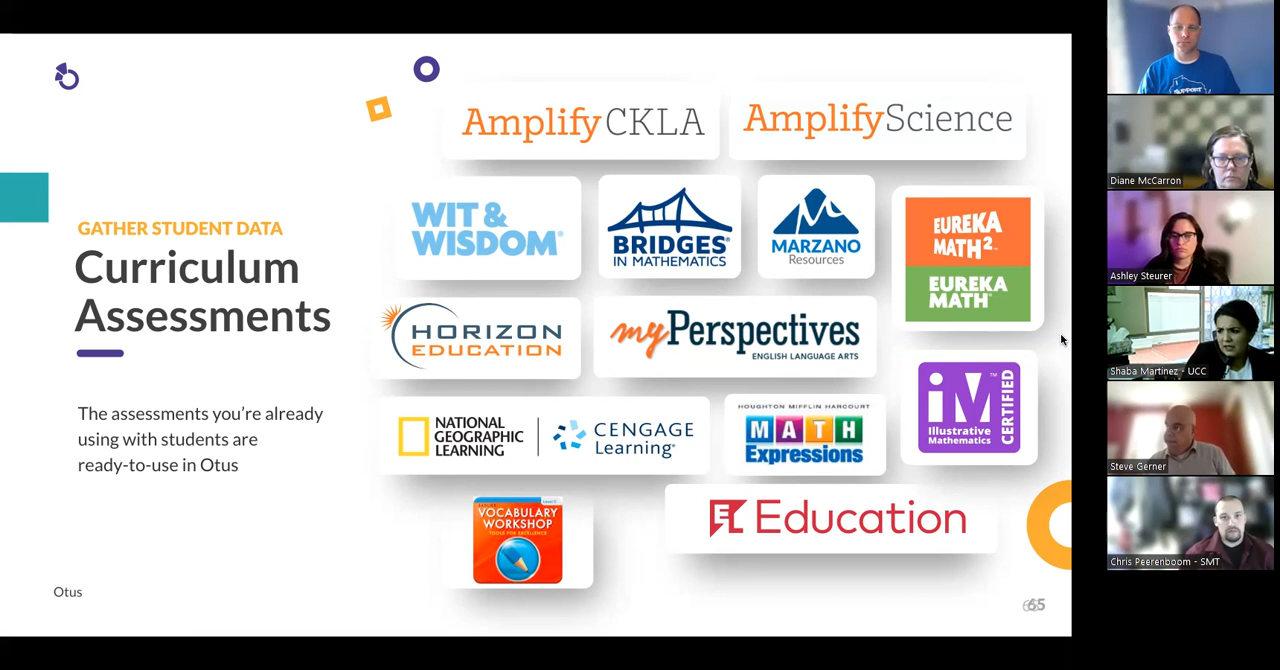 GATHER STUDENT DATA
Curriculum
Assessments
The assessments you're already
using with students are
ready-to-use in Otus
Otus
AmplifyCKLA
AmplifyScience
WIT &
WISDOM®
BRIDGES®
IN MATHEMATICS
MARZANO
Resources
EUREKA
MATH²™
EUREKA
MATH®
HORIZON
EDUCATION
myPerspectives
ENGLISH LANGUAGE ARTS
NATIONAL
GEOGRAPHIC
LEARNING
CENGAGE
Learning®
HOUGHTON MIFFLIN HARCOURT
MATH
Expressions
iM™
Illustrative
Mathematics
CERTIFIED
VOCABULARY
WORKSHOP
TOOLS FOR EXCELLENCE
EL Education
65
SUPPORT
Diane McCarron
Ashley Steurer
Shaba Martinez - UCC
Steve Gerner
Chris Peerenboom - SMT